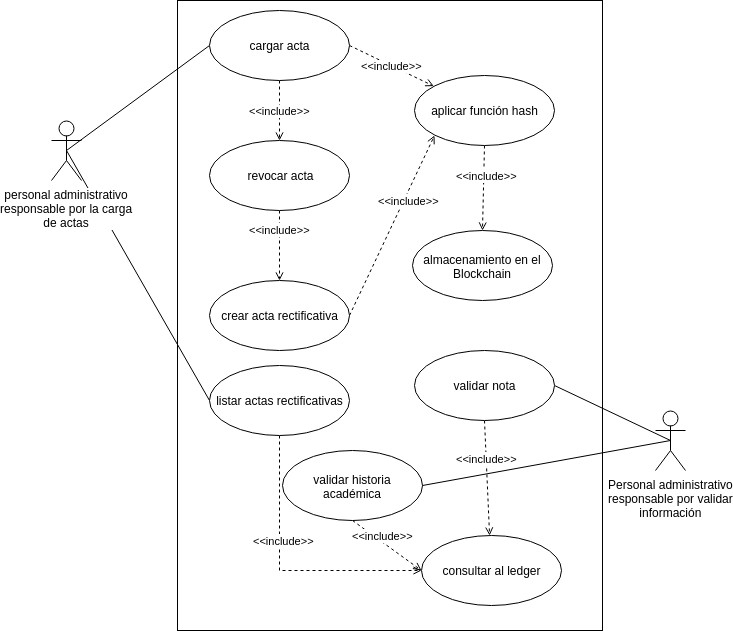 cargar acta
<<include>>
<<include>>
aplicar función hash
revocar acta
<<include>>
personal administrativo
responsable por la carga
de actas
<<include>>
<<include>>
almacenamiento en el
Blockchain
crear acta rectificativa
listar actas rectificativas
validar nota
<<include>>
validar historia
académica
Personal administrativo
responsable por validar
información
<<include>>
<<include>>
consultar al ledger